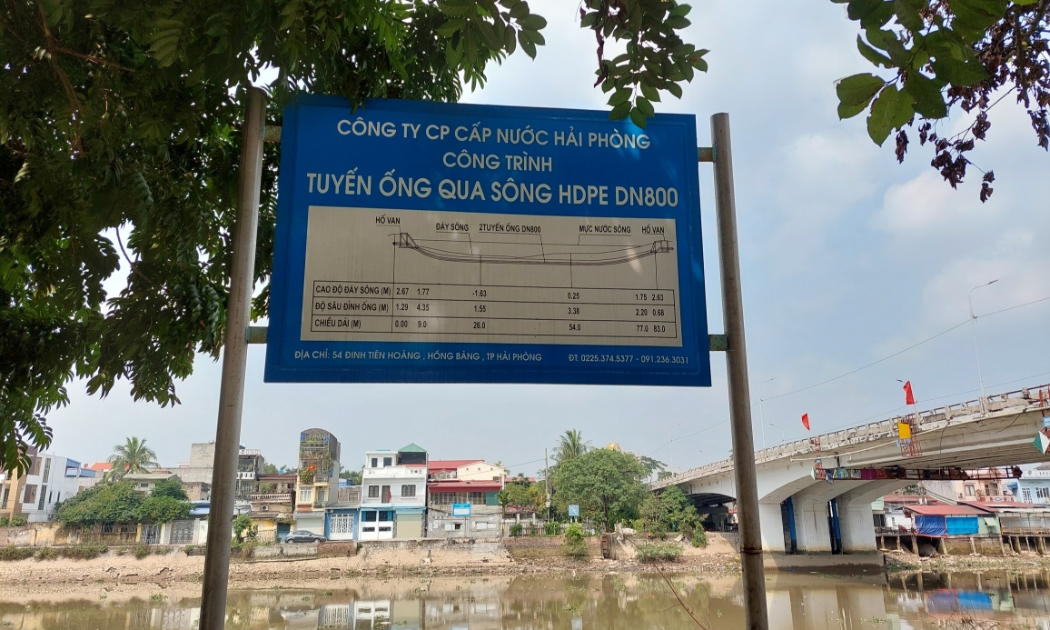 CÔNG TY CP CẤP NƯỚC HẢI PHÒNG
CÔNG TRÌNH
TUYẾN ỐNG QUA SÔNG HDPE DN800
HỐ VAN ĐÁY SÔNG 2TUYẾN ỐNG DN800 MỰC NƯỚC SÔNG HỐ VAN
CAO ĐỘ ĐÁY SÔNG (M) 2.67 1.77 -1.63 0.25 1.75 2.63
ĐỘ SÂU ĐỈNH ỐNG (M) 1.29 4.35 1.55 3.38 2.20 0.68
CHIỀU DÀI (M) 0.00 9.0 26.0 54.0 77.0 83.0
ĐỊA CHỈ: 54 ĐINH TIÊN HOÀNG , HỒNG BÀNG , TP HẢI PHÒNG ĐT: 0225.374.5377 - 091.236.3031